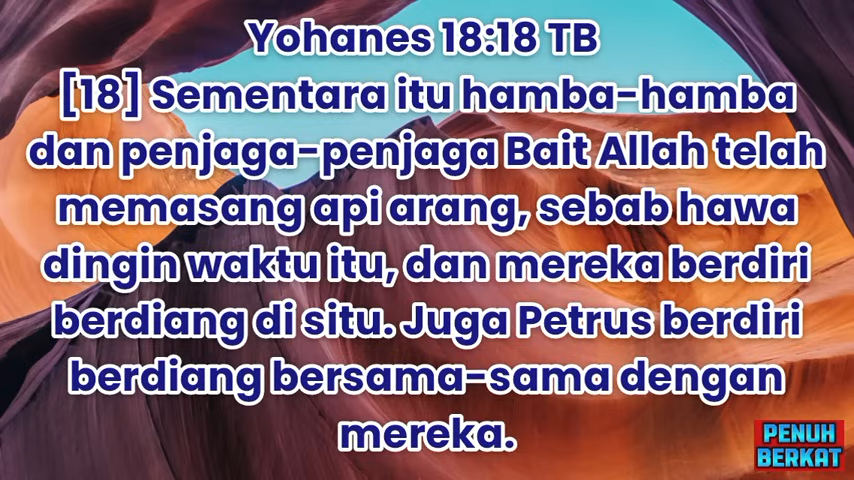 Yohanes 18:18 TB
[18] Sementara itu hamba-hamba
dan penjaga-penjaga Bait Allah telah
memasang api arang, sebab hawa
dingin waktu itu, dan mereka berdiri
berdiang di situ. Juga Petrus berdiri
berdiang bersama-sama dengan
mereka.
PENUH
BERKAT